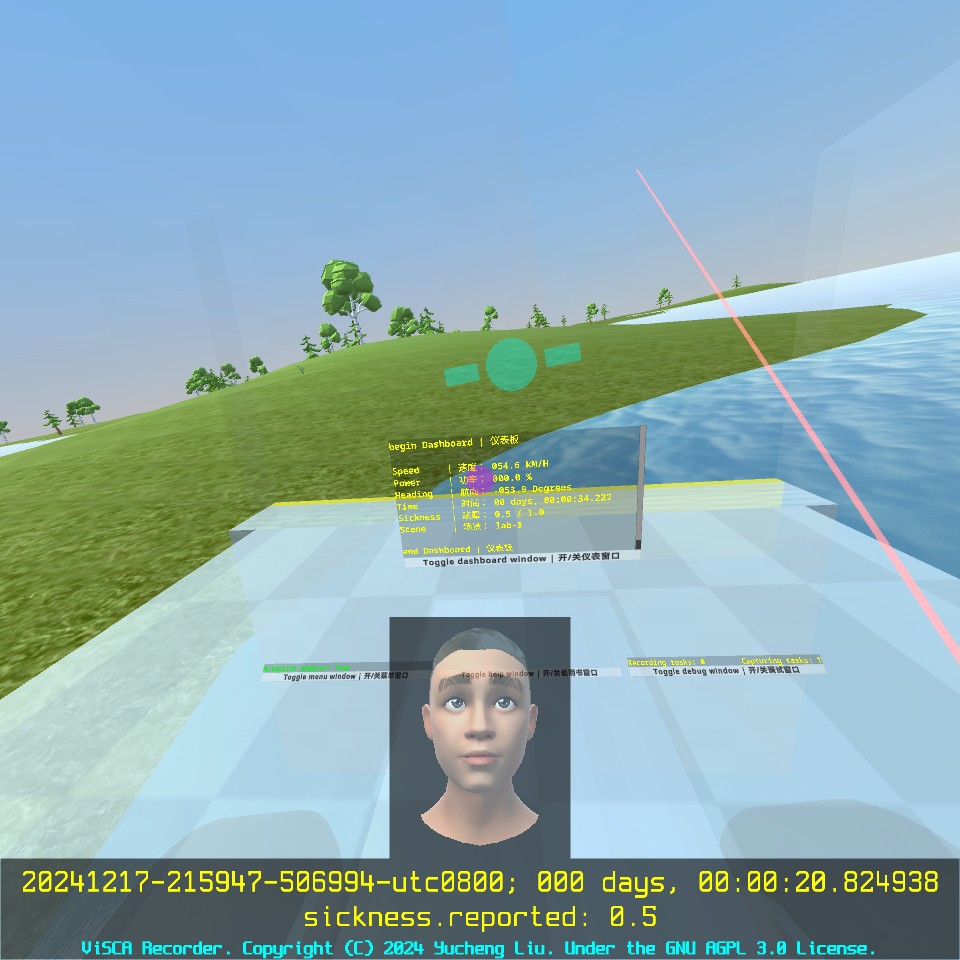 begin Dashboard | 仪表板
Speed | 速度: 054.6 kM/H
Power | 功率: 000.0 %
Heading | 航向: -053.9 Degrees
Time | 时间: 00 days, 00:00:34.222
Sickness | 眩晕: 0.5 / 1.0
Scene | 场景: lab-3
end Dashboard | 仪表板
Toggle dashboard window | 开/关仪表窗口
Recording tasks: 0 Capturing tasks: 1
Toggle menu window | 开/关菜单窗口
Toggle help window | 开/关说明书窗口
Toggle debug window | 开/关调试窗口
20241217-215947-506994-utc0800; 000 days, 00:00:20.824938
sickness.reported: 0.5
ViSCA Recorder. Copyright (C) 2024 Yucheng Liu. Under the GNU AGPL 3.0 License.